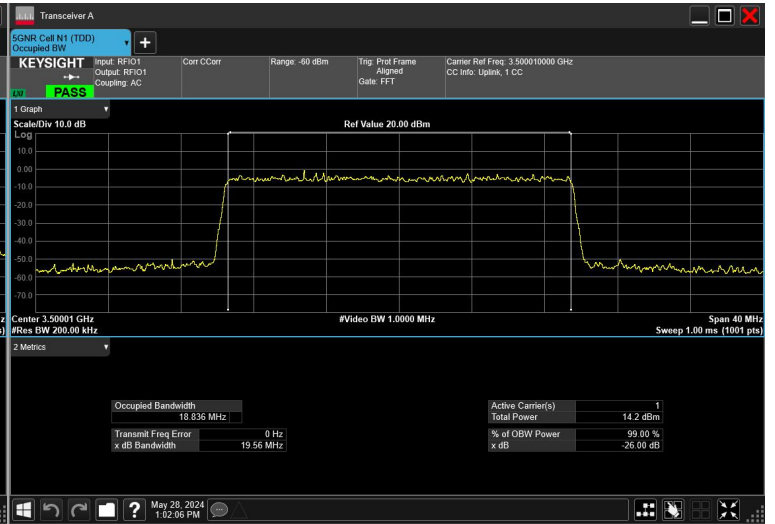 Transceiver A
5GNR Cell N1 (TDD)
Occupied BW
+
KEYSIGHT
Input: RFIO1
Output: RFIO1
Coupling: AC
Corr CCorr
Range: -60 dBm
Trig: Prot Frame
Aligned
Gate: FFT
Carrier Ref Freq: 3.500010000 GHz
CC Info: Uplink, 1 CC
LXI
PASS
1 Graph
Scale/Div 10.0 dB
Ref Value 20.00 dBm
Log
10.0
0.00
-10.0
-20.0
-30.0
-40.0
-50.0
-60.0
-70.0
z
Center 3.50001 GHz
#Video BW 1.0000 MHz
Span 40 MHz
s)
#Res BW 200.00 kHz
Sweep 1.00 ms (1001 pts)
2 Metrics
Occupied Bandwidth
18.836 MHz
Active Carrier(s) 1
Total Power 14.2 dBm
Transmit Freq Error 0 Hz
x dB Bandwidth 19.56 MHz
% of OBW Power 99.00 %
x dB -26.00 dB
?
May 28, 2024
1:02:06 PM